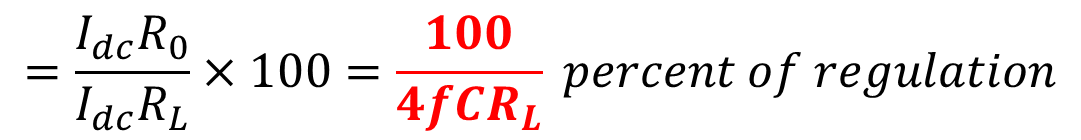 = I_dc R_0 / I_dc R_L × 100 = 100 / 4fCR_L percent of regulation